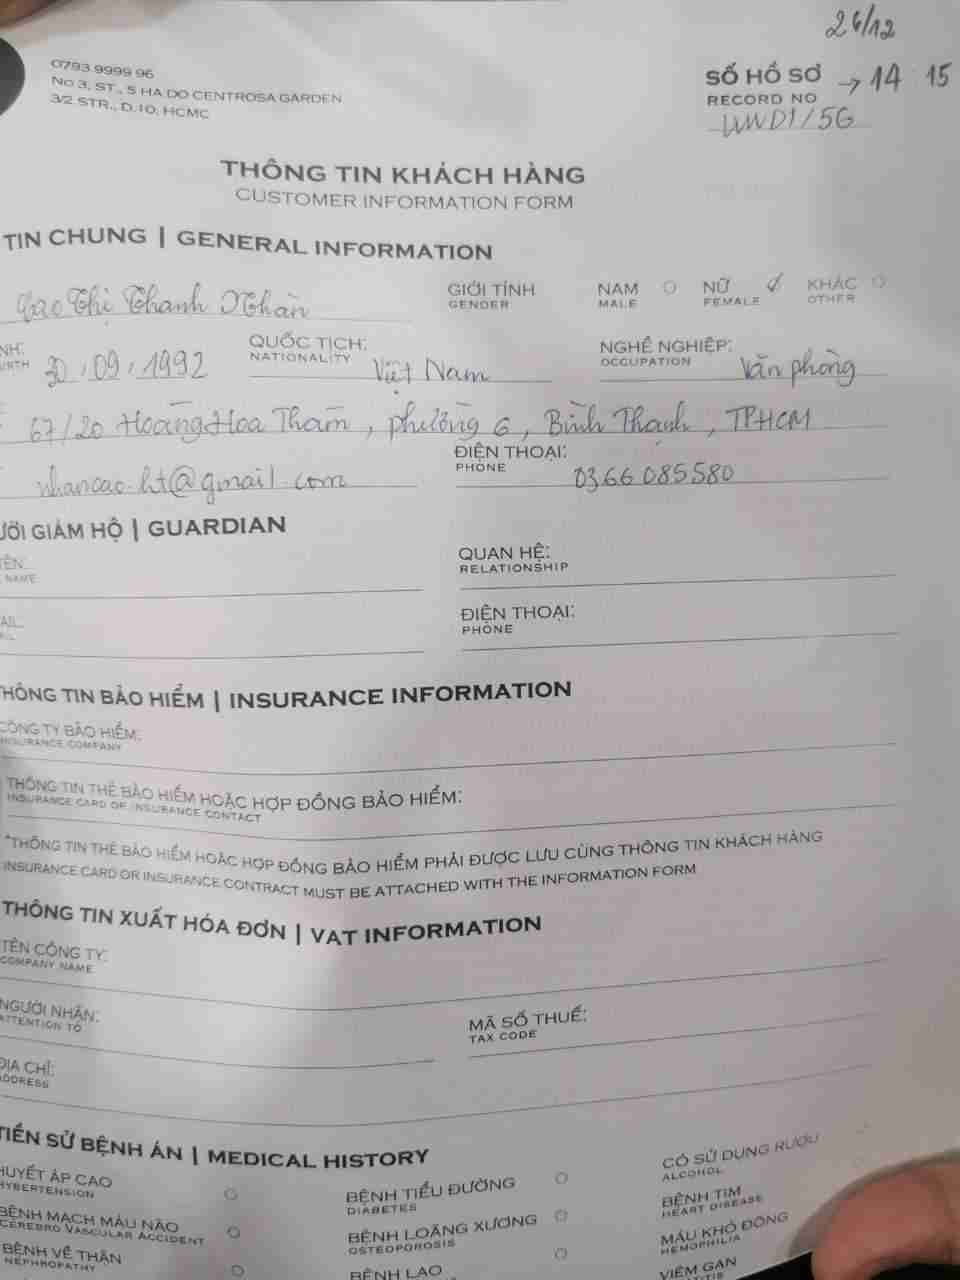 26/12
0793 9999 96
NO 3, ST., 5 HA DO CENTROSA GARDEN
3/2 STR., D.10, HCMC
SỐ HỒ SƠ → 14 15
RECORD NO
THÔNG TIN KHÁCH HÀNG
CUSTOMER INFORMATION FORM
TIN CHUNG | GENERAL INFORMATION
Cao Thị Thanh Nhàn
GIỚI TÍNH NAM NỮ KHÁC
GENDER MALE FEMALE OTHER
NH: 30/09/1992 QUỐC TỊCH: Việt Nam NGHỀ NGHIỆP: Văn phòng
NATIONALITY OCCUPATION
67/20 Hoàng Hoa Thám, phường 6, Bình Thạnh, TPHCM
nhancao.ht@gmail.com ĐIỆN THOẠI: 0366 085580
PHONE
ƯỜI GIÁM HỘ | GUARDIAN
TÊN: QUAN HỆ:
NAME RELATIONSHIP
AIL: ĐIỆN THOẠI:
PHONE
HÔNG TIN BẢO HIỂM | INSURANCE INFORMATION
CÔNG TY BẢO HIỂM:
INSURANCE COMPANY
THÔNG TIN THẺ BẢO HIỂM HOẶC HỢP ĐỒNG BẢO HIỂM:
INSURANCE CARD OF INSURANCE CONTACT
*THÔNG TIN THẺ BẢO HIỂM HOẶC HỢP ĐỒNG BẢO HIỂM PHẢI ĐƯỢC LƯU CÙNG THÔNG TIN KHÁCH HÀNG
INSURANCE CARD OR INSURANCE CONTRACT MUST BE ATTACHED WITH THE INFORMATION FORM
THÔNG TIN XUẤT HÓA ĐƠN | VAT INFORMATION
TÊN CÔNG TY:
COMPANY NAME
NGƯỜI NHẬN: MÃ SỐ THUẾ:
ATTENTION TO TAX CODE
ĐỊA CHỈ:
ADDRESS
TIỀN SỬ BỆNH ÁN | MEDICAL HISTORY
HUYẾT ÁP CAO BỆNH TIỂU ĐƯỜNG CÓ SỬ DỤNG RƯỢU
HYBERTENSION DIABETES ALCOHOL
BỆNH MẠCH MÁU NÃO BỆNH LOÃNG XƯƠNG BỆNH TIM
CEREBRO VASCULAR ACCIDENT OSTEOPOROSIS HEART DISEASE
BỆNH VỀ THẬN BỆNH LAO MÁU KHÓ ĐÔNG
NEPHROPATHY HEMOPHILIA
VIÊM GAN